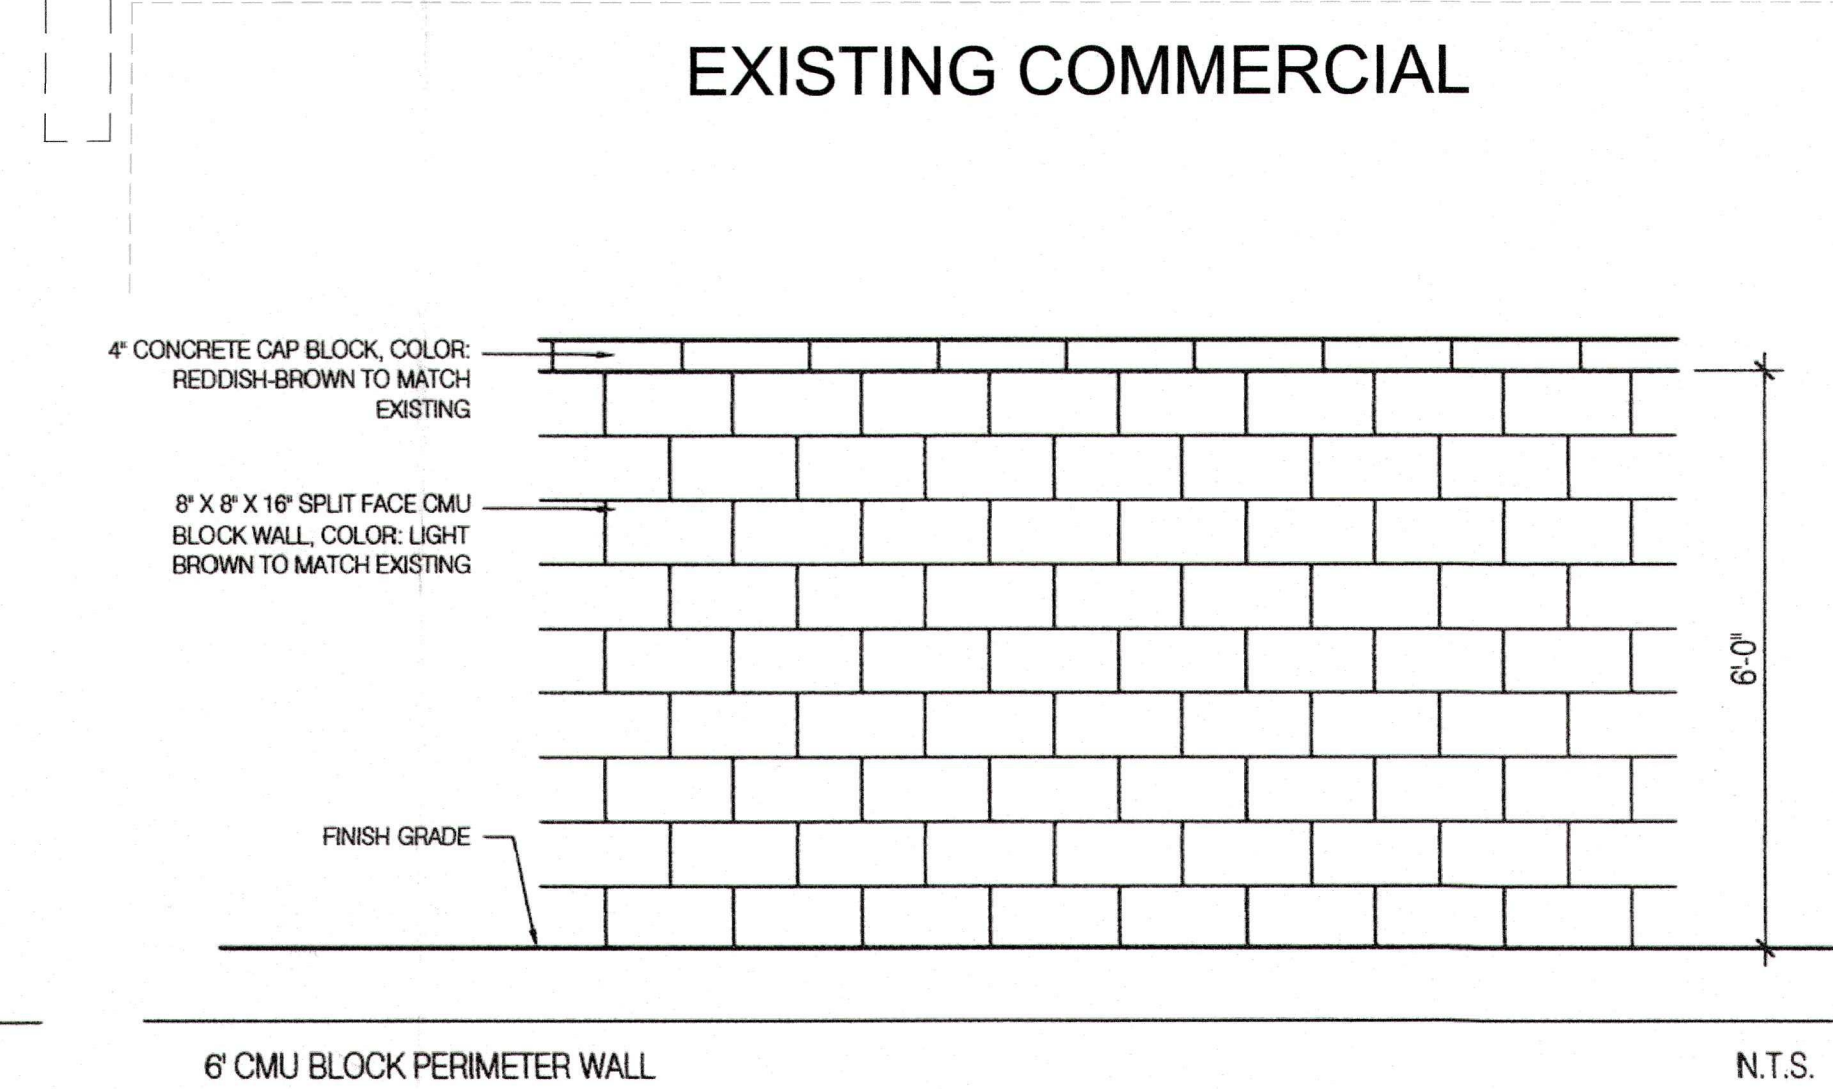 EXISTING COMMERCIAL
4" CONCRETE CAP BLOCK, COLOR:
REDDISH-BROWN TO MATCH
EXISTING
8" X 8" X 16" SPLIT FACE CMU
BLOCK WALL, COLOR: LIGHT
BROWN TO MATCH EXISTING
6'-0"
FINISH GRADE
6' CMU BLOCK PERIMETER WALL
N.T.S.